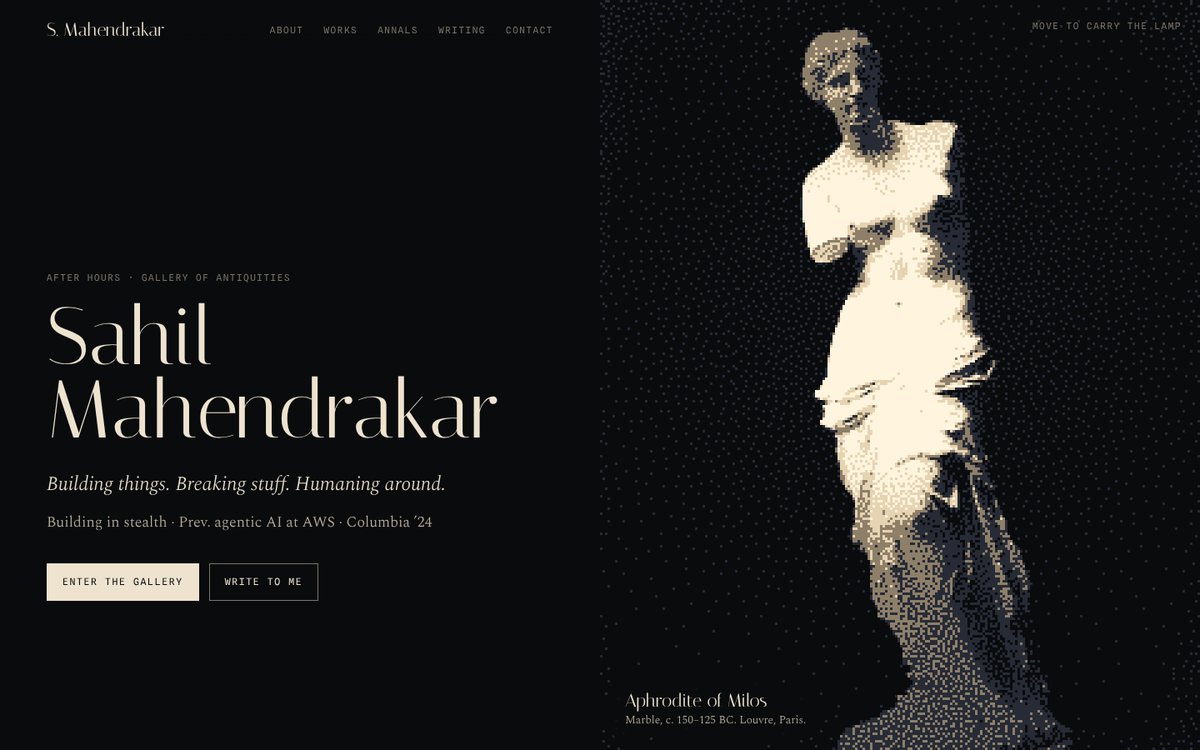 S. Mahendrakar
ABOUT WORKS ANNALS WRITING CONTACT
MOVE TO CARRY THE LAMP
AFTER HOURS · GALLERY OF ANTIQUITIES
Sahil
Mahendrakar
Building things. Breaking stuff. Humaning around.
Building in stealth · Prev. agentic AI at AWS · Columbia ’24
ENTER THE GALLERY WRITE TO ME
Aphrodite of Milos
Marble, c. 150–125 BC. Louvre, Paris.